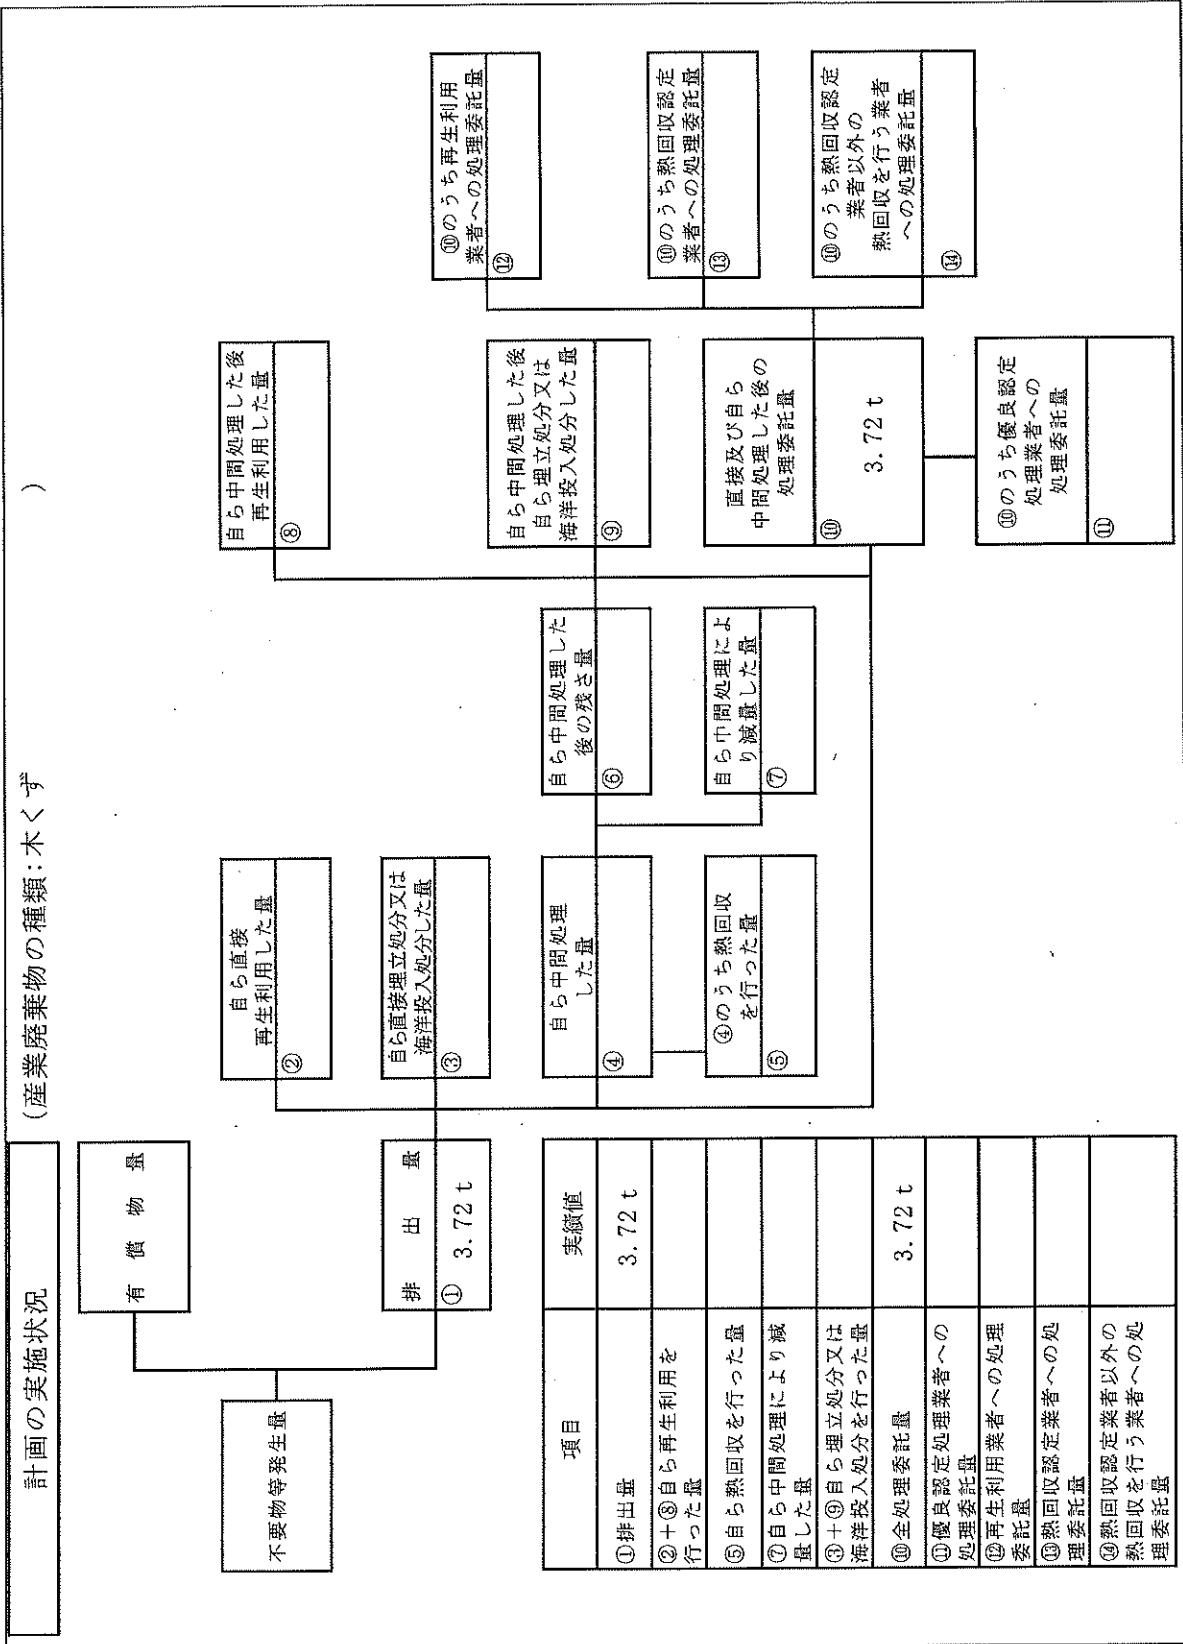 計画の実施状況
(産業廃棄物の種類:木くず
)
不要物等発生量
有償物量
排出量
① 3.72 t
自ら直接
再生利用した量
②
自ら直接埋立処分又は
海洋投入処分した量
③
自ら中間処理
した量
④
④のうち熱回収
を行った量
⑤
自ら中間処理した
後の残さ量
⑥
自ら中間処理によ
り減量した量
⑦
自ら中間処理した後
再生利用した量
⑧
自ら中間処理した後
自ら埋立処分又は
海洋投入処分した量
⑨
直接及び自ら
中間処理した後の
処理委託量
⑩
3.72 t
⑩のうち優良認定
処理業者への
処理委託量
⑪
⑩のうち再生利用
業者への処理委託量
⑫
⑩のうち熱回収認定
業者への処理委託量
⑬
⑩のうち熱回収認定
業者以外の
熱回収を行う業者
への処理委託量
⑭
項目
実績値
①排出量
3.72 t
②+⑧自ら再生利用を
行った量
⑤自ら熱回収を行った量
⑦自ら中間処理により減
量した量
③+⑨自ら埋立処分又は
海洋投入処分を行った量
⑩全処理委託量
3.72 t
⑪優良認定処理業者への
処理委託量
⑫再生利用業者への処理
委託量
⑬熱回収認定業者への処
理委託量
⑭熱回収認定業者以外の
熱回収を行う業者への処
理委託量